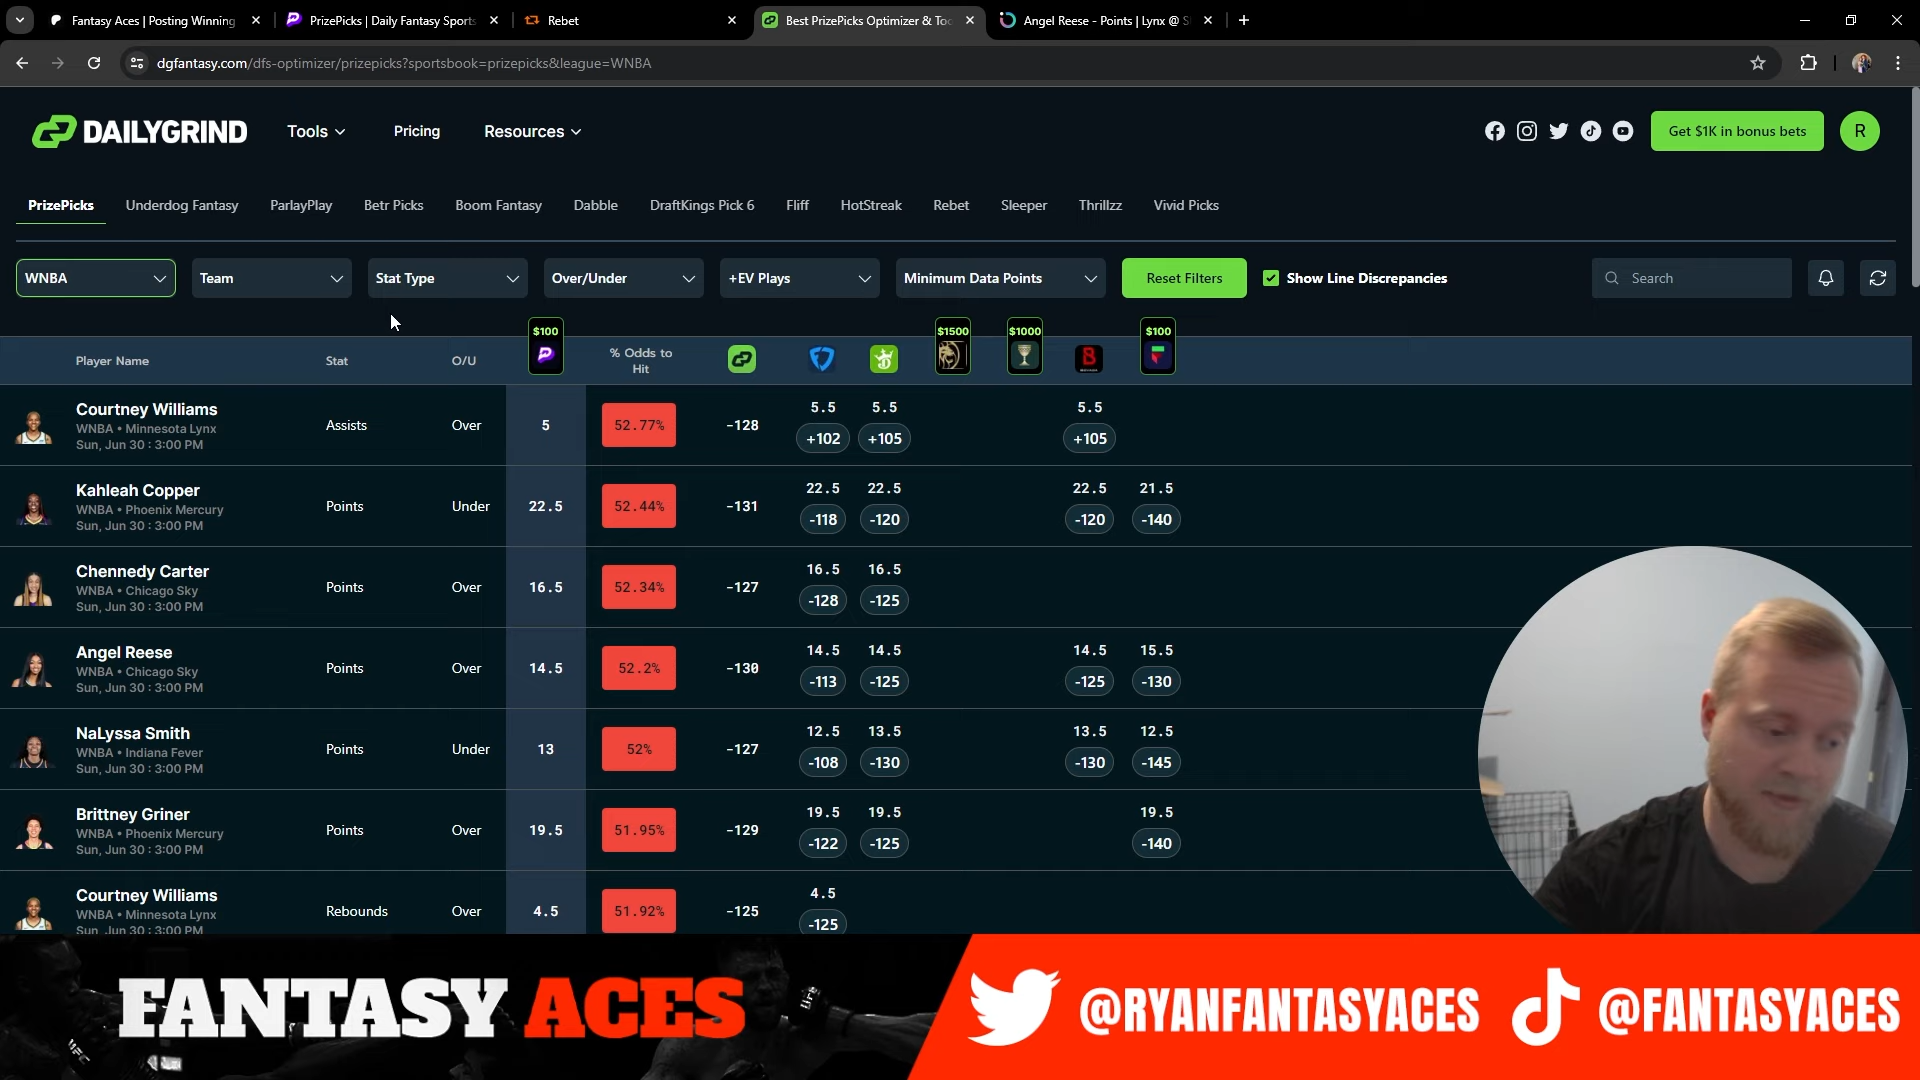 Fantasy Aces | Posting Winning
PrizePicks | Daily Fantasy Sports
Rebet
Best PrizePicks Optimizer & Too
Angel Reese - Points | Lynx @ S
dgfantasy.com/dfs-optimizer/prizepicks?sportsbook=prizepicks&league=WNBA
DAILYGRIND
Tools
Pricing
Resources
Get $1K in bonus bets
R
PrizePicks
Underdog Fantasy
ParlayPlay
Betr Picks
Boom Fantasy
Dabble
DraftKings Pick 6
Fliff
HotStreak
Rebet
Sleeper
Thrillzz
Vivid Picks
WNBA
Team
Stat Type
Over/Under
+EV Plays
Minimum Data Points
Reset Filters
Show Line Discrepancies
Search
Player Name
Stat
O/U
$100
% Odds to
Hit
$1500
$1000
$100
Courtney Williams
WNBA • Minnesota Lynx
Sun, Jun 30 : 3:00 PM
Assists
Over
5
52.77%
-128
5.5
+102
5.5
+105
5.5
+105
Kahleah Copper
WNBA • Phoenix Mercury
Sun, Jun 30 : 3:00 PM
Points
Under
22.5
52.44%
-131
22.5
-118
22.5
-120
22.5
-120
21.5
-140
Chennedy Carter
WNBA • Chicago Sky
Sun, Jun 30 : 3:00 PM
Points
Over
16.5
52.34%
-127
16.5
-128
16.5
-125
Angel Reese
WNBA • Chicago Sky
Sun, Jun 30 : 3:00 PM
Points
Over
14.5
52.2%
-130
14.5
-113
14.5
-125
14.5
-125
15.5
-130
NaLyssa Smith
WNBA • Indiana Fever
Sun, Jun 30 : 3:00 PM
Points
Under
13
52%
-127
12.5
-108
13.5
-130
13.5
-130
12.5
-145
Brittney Griner
WNBA • Phoenix Mercury
Sun, Jun 30 : 3:00 PM
Points
Over
19.5
51.95%
-129
19.5
-122
19.5
-125
19.5
-140
Courtney Williams
WNBA • Minnesota Lynx
Sun, Jun 30 : 3:00 PM
Rebounds
Over
4.5
51.92%
-125
4.5
-125
FANTASY ACES
@RYANFANTASYACES
@FANTASYACES